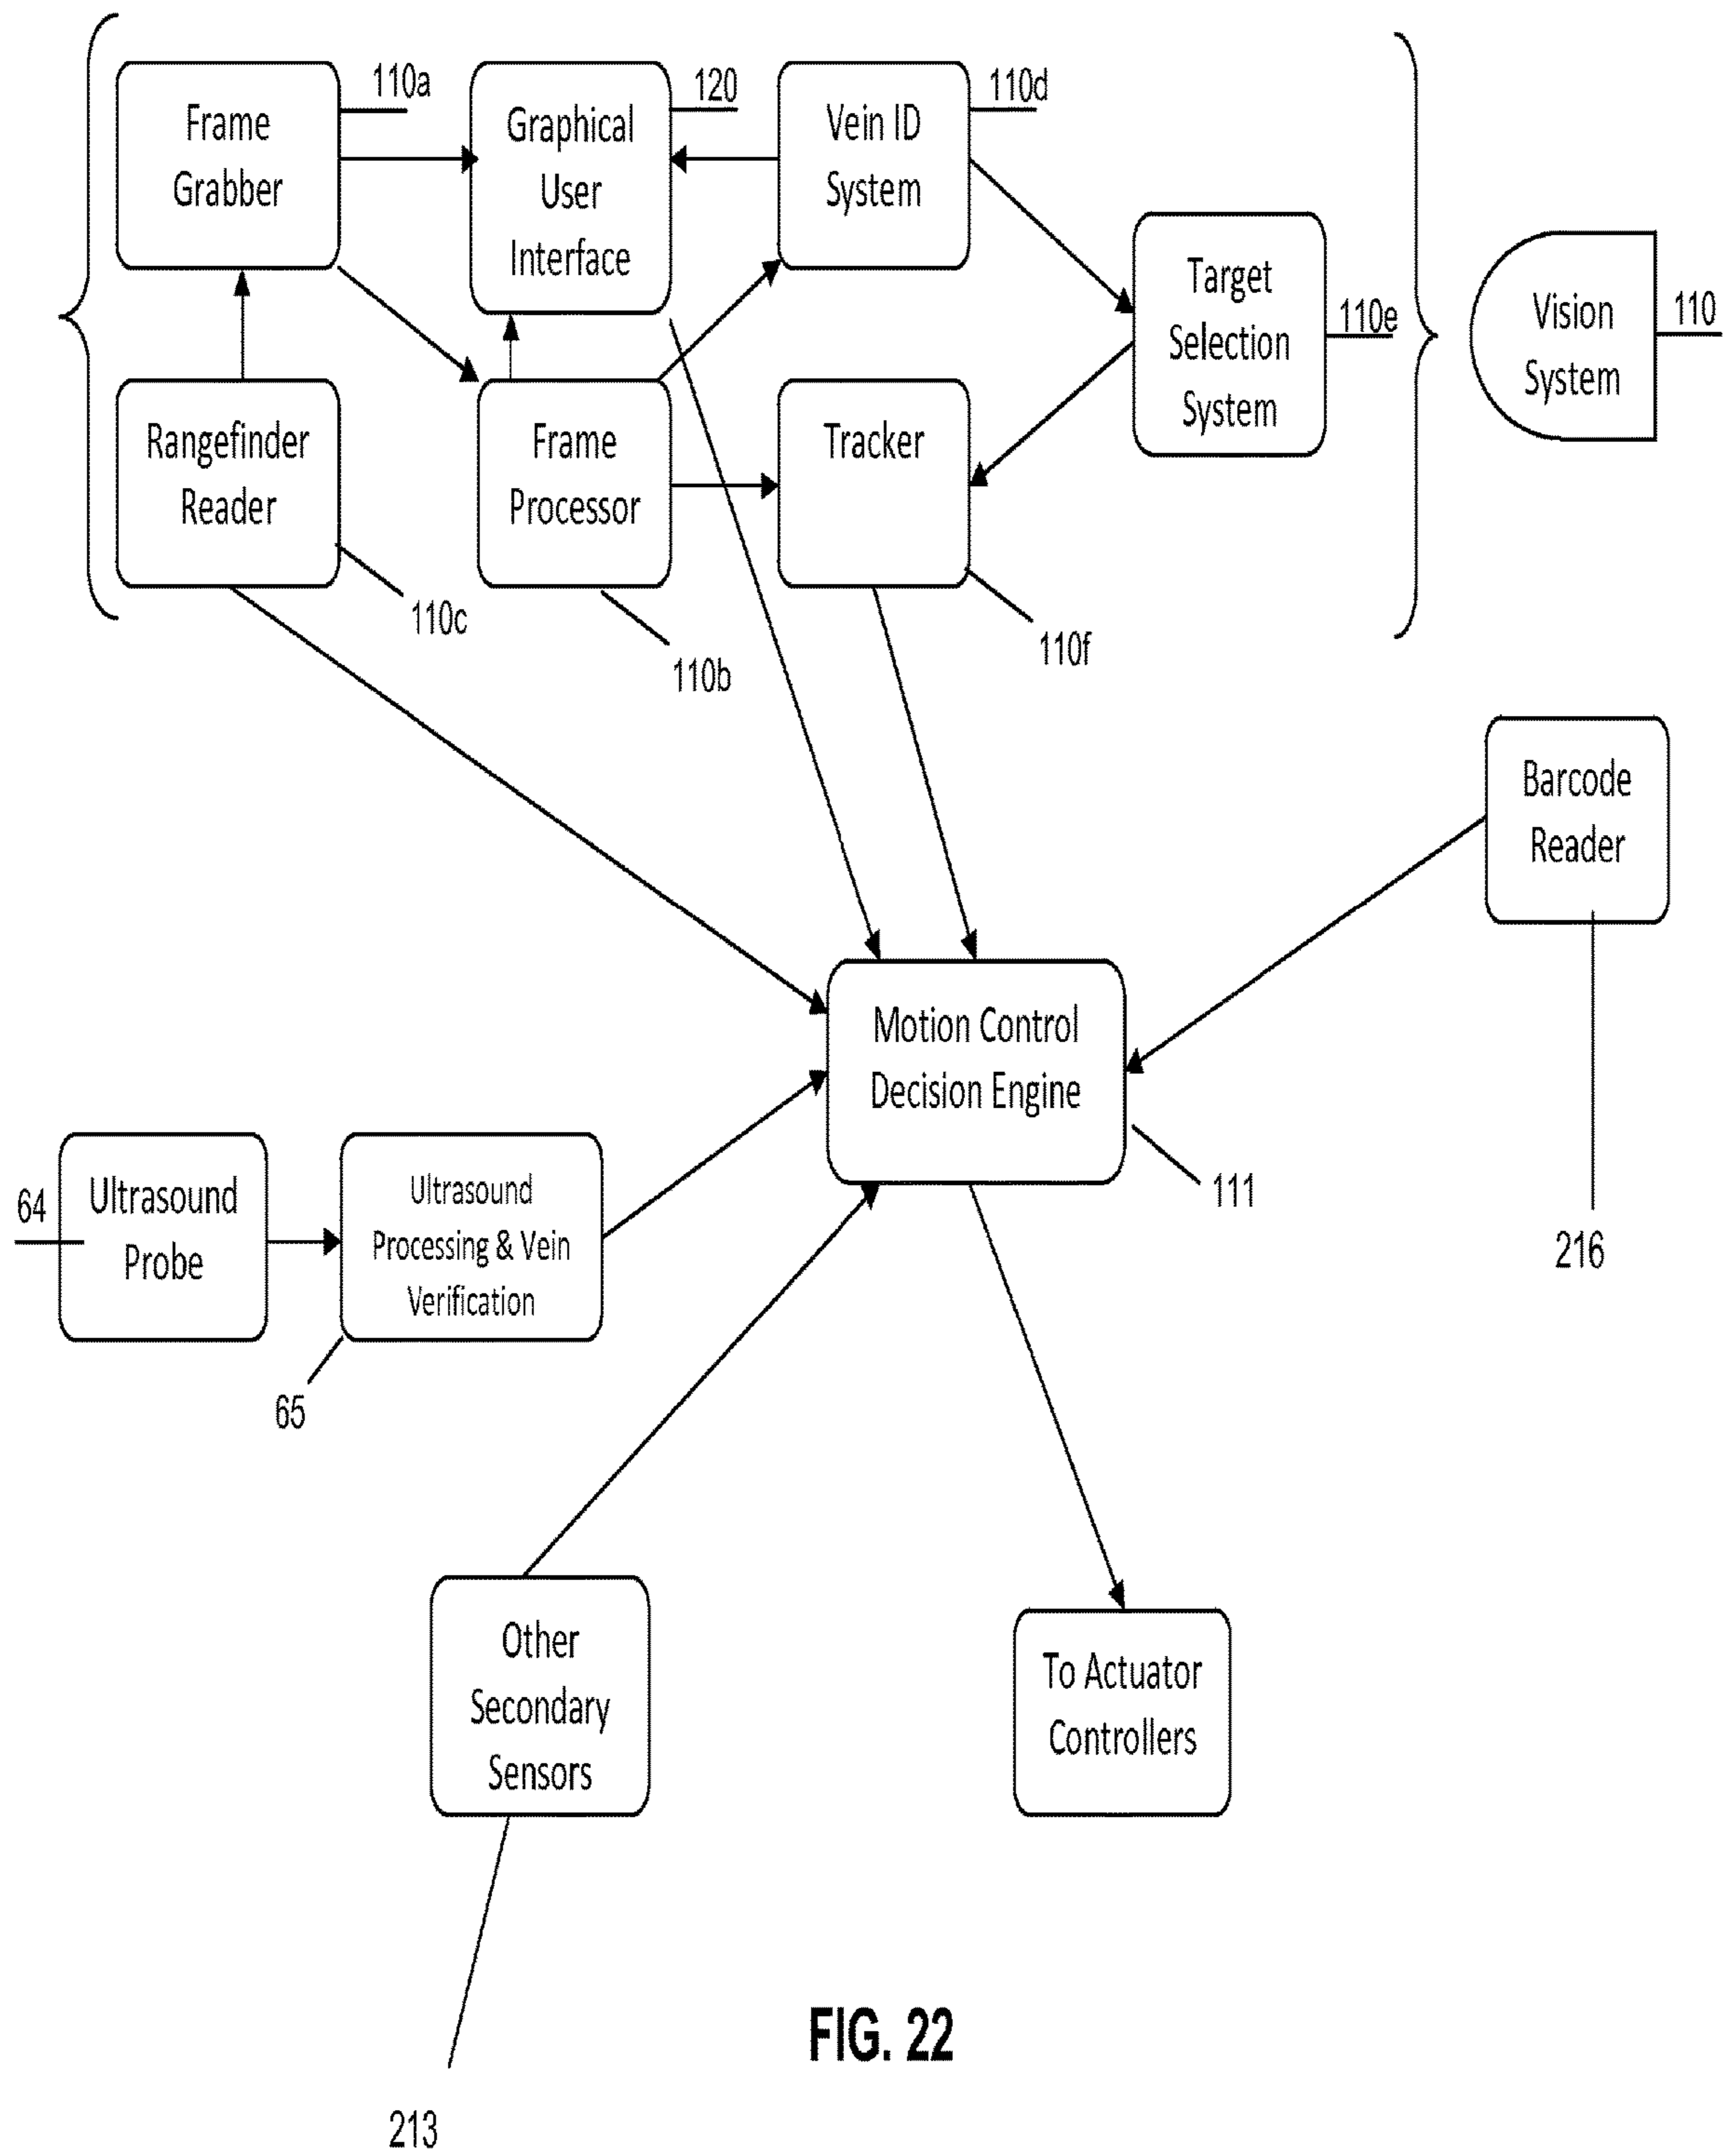 Frame
Grabber
110a
Graphical
User
Interface
120
Vein ID
System
110d
Target
Selection
System
110e
Vision
System
110
Rangefinder
Reader
110c
Frame
Processor
110b
Tracker
110f
Barcode
Reader
216
Motion Control
Decision Engine
111
64
Ultrasound
Probe
Ultrasound
Processing & Vein
Verification
65
Other
Secondary
Sensors
213
To Actuator
Controllers
FIG. 22